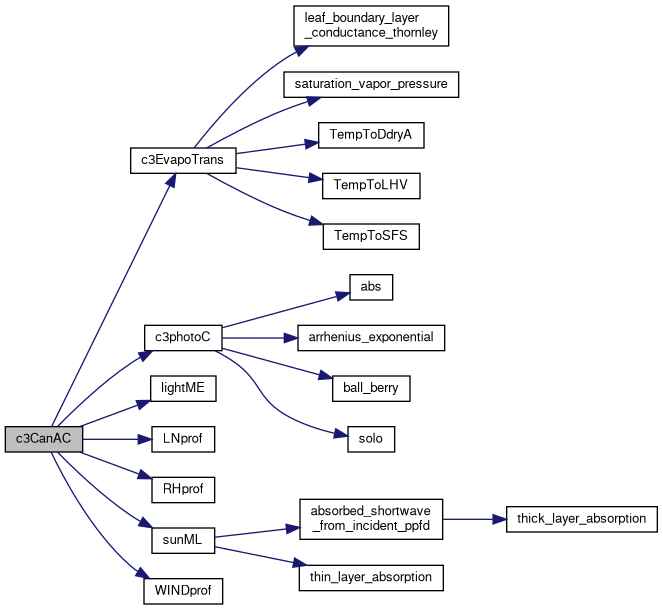 leaf_boundary_layer
_conductance_thornley
saturation_vapor_pressure
TempToDdryA
c3EvapoTrans
TempToLHV
TempToSFS
abs
c3photoC
arrhenius_exponential
lightME
ball_berry
c3CanAC
LNprof
solo
RHprof
absorbed_shortwave
_from_incident_ppfd
thick_layer_absorption
sunML
thin_layer_absorption
WINDprof